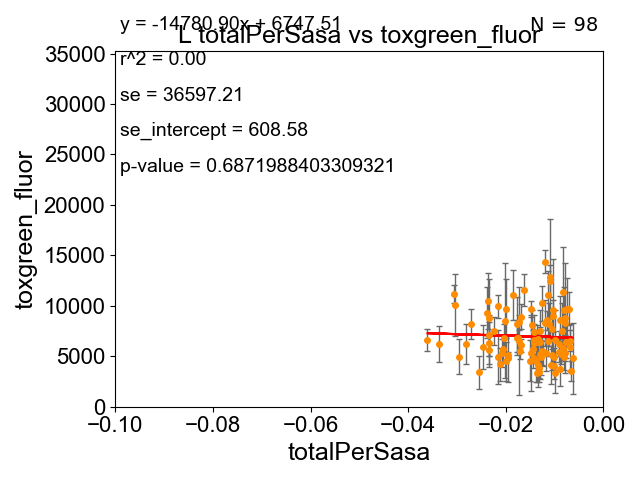 y = -14780.90x + 6747.51
N = 98
L totalPerSasa vs toxgreen_fluor
r^2 = 0.00
se = 36597.21
se_intercept = 608.58
p-value = 0.6871988403309321
35000
30000
25000
20000
15000
10000
5000
0
toxgreen_fluor
−0.10
−0.08
−0.06
−0.04
−0.02
0.00
totalPerSasa